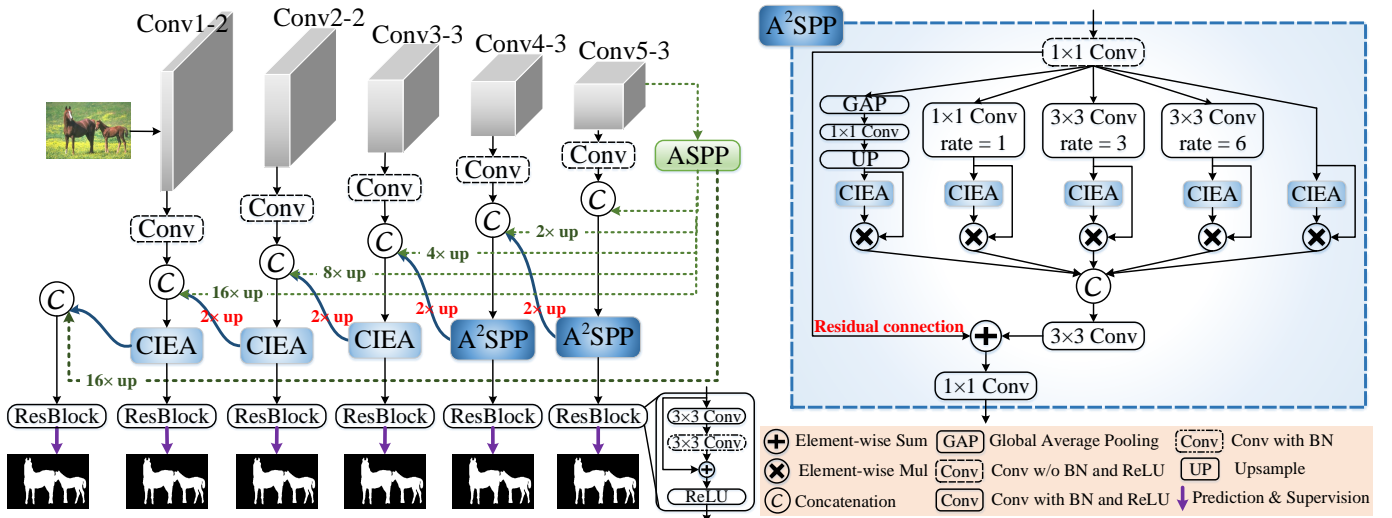 Conv1-2
Conv2-2
Conv3-3
Conv4-3
Conv5-3
Conv
Conv
Conv
Conv
Conv
ASPP
C
C
C
C
C
C
2× up
4× up
8× up
16× up
2× up
2× up
2× up
2× up
CIEA
CIEA
CIEA
A²SPP
A²SPP
16× up
ResBlock
ResBlock
ResBlock
ResBlock
ResBlock
ResBlock
3×3 Conv
3×3 Conv
ReLU
A²SPP
1×1 Conv
GAP
1×1 Conv
UP
1×1 Conv
rate = 1
3×3 Conv
rate = 3
3×3 Conv
rate = 6
CIEA
CIEA
CIEA
CIEA
CIEA
C
Residual connection
3×3 Conv
1×1 Conv
Element-wise Sum
GAP Global Average Pooling
Conv Conv with BN
Element-wise Mul
Conv Conv w/o BN and ReLU
UP Upsample
C Concatenation
Conv Conv with BN and ReLU
Prediction & Supervision